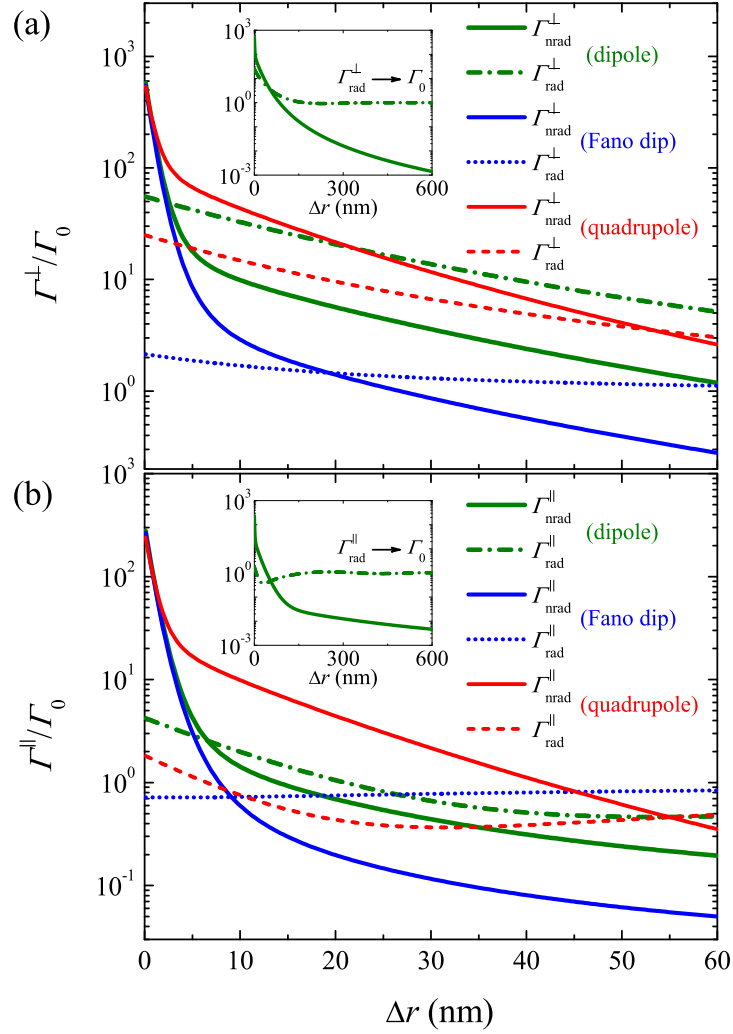 (a)
10³
10²
10¹
10⁰
Γ⊥/Γ₀
10⁰
10⁻³
0 300 600
Δr (nm)
Γ⊥rad → Γ₀
Γ⊥nrad
(dipole)
Γ⊥rad
Γ⊥nrad
(Fano dip)
Γ⊥rad
Γ⊥nrad
(quadrupole)
Γ⊥rad
(b)
10³
10²
10¹
10⁰
10⁻¹
Γ∥/Γ₀
10³
10⁰
10⁻³
0 300 600
Δr (nm)
Γ∥rad → Γ₀
Γ∥nrad
(dipole)
Γ∥rad
Γ∥nrad
(Fano dip)
Γ∥rad
Γ∥nrad
(quadrupole)
Γ∥rad
0 10 20 30 40 50 60
Δr (nm)